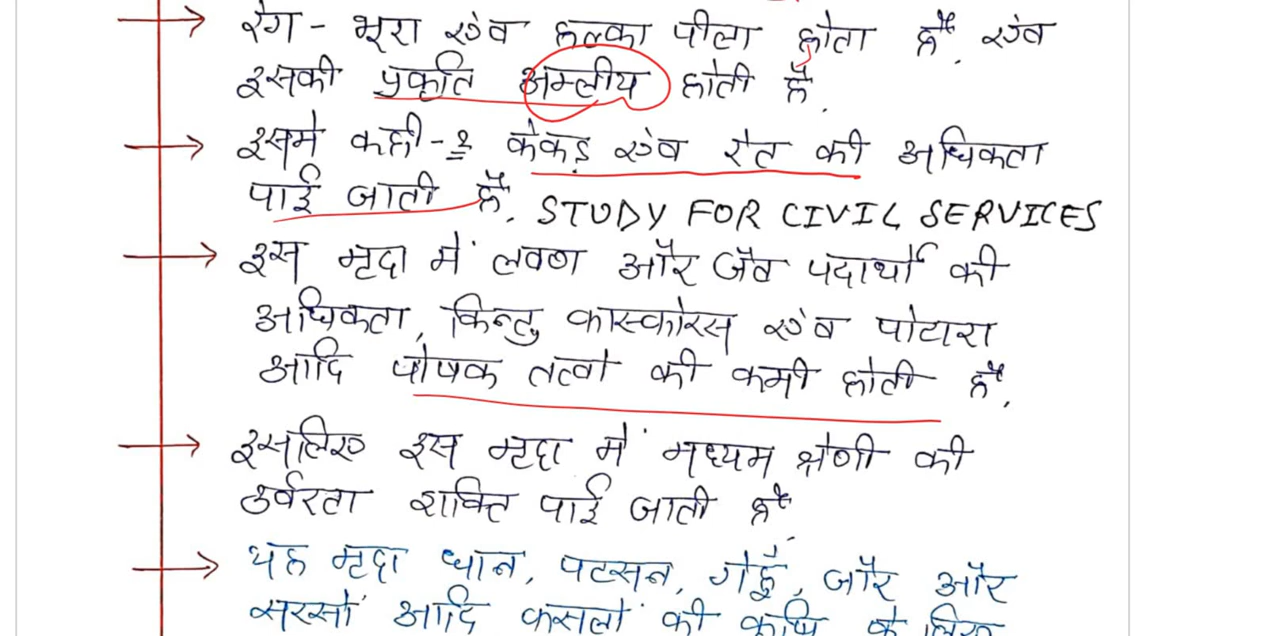 रंग - भूरा एंव हल्का पीला होता हैं, एंव
इसकी प्रकृति अम्लीय होती है.
इसमे कही-2 केकड़ एंव रेत की अधिकता
पाई जाती हैं. STUDY FOR CIVIL SERVICES
इस मृदा में लवण और जैव पदार्थो की
अधिकता, किन्तु फास्फोरस एंव पोटाश
आदि पोषक तत्वो की कमी होती हैं.
इसलिए इस मृदा में मध्यम श्रेणी की
उर्वरता शक्ति पाई जाती हैं.
यह मृदा धान, पटसन, गेहूँ, जौर और
सरसों आदि फसलों की कृषि के लिए